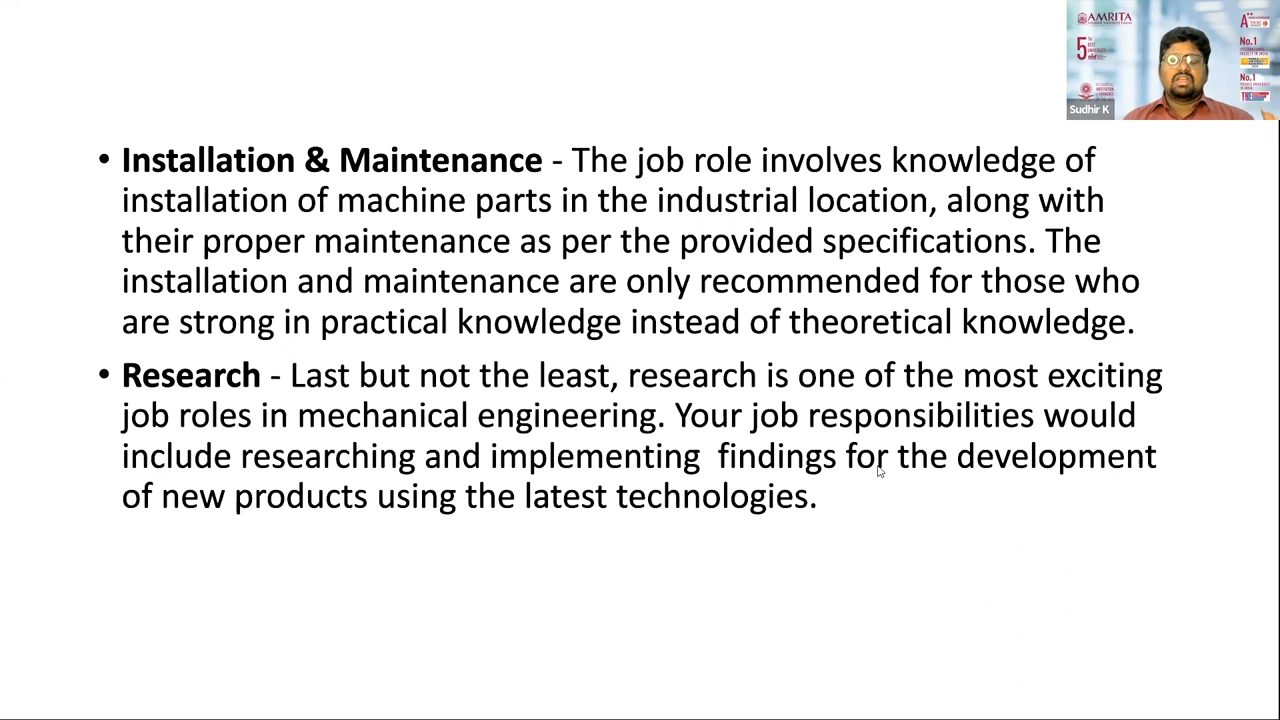 AMRITA
5
A++
No.1
No.1
THE
Sudhir K
• Installation & Maintenance - The job role involves knowledge of
installation of machine parts in the industrial location, along with
their proper maintenance as per the provided specifications. The
installation and maintenance are only recommended for those who
are strong in practical knowledge instead of theoretical knowledge.
• Research - Last but not the least, research is one of the most exciting
job roles in mechanical engineering. Your job responsibilities would
include researching and implementing  findings for the development
of new products using the latest technologies.